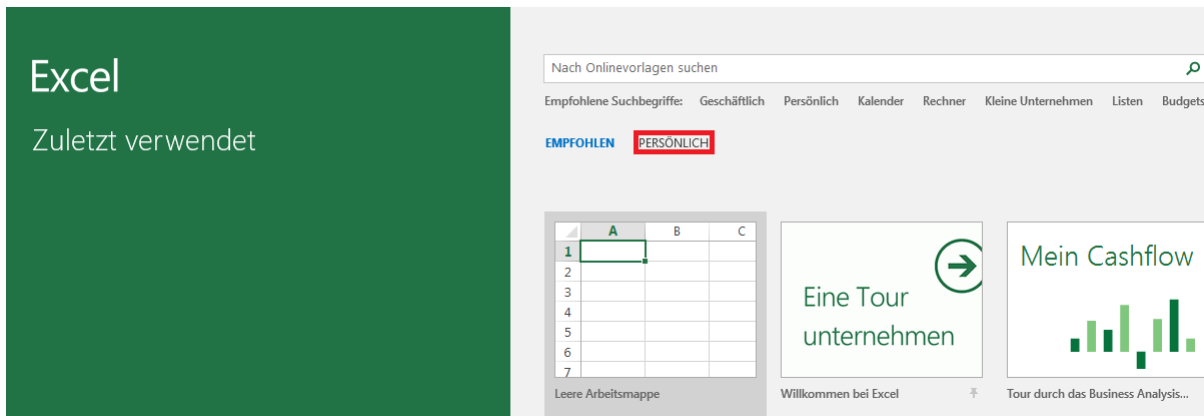 Excel
Zuletzt verwendet
Nach Onlinevorlagen suchen
Empfohlene Suchbegriffe: Geschäftlich Persönlich Kalender Rechner Kleine Unternehmen Listen Budgets
EMPFOHLEN PERSÖNLICH
A B C
1
2
3
4
5
6
7
Leere Arbeitsmappe
Eine Tour
unternehmen
Willkommen bei Excel
Mein Cashflow
Tour durch das Business Analysis...